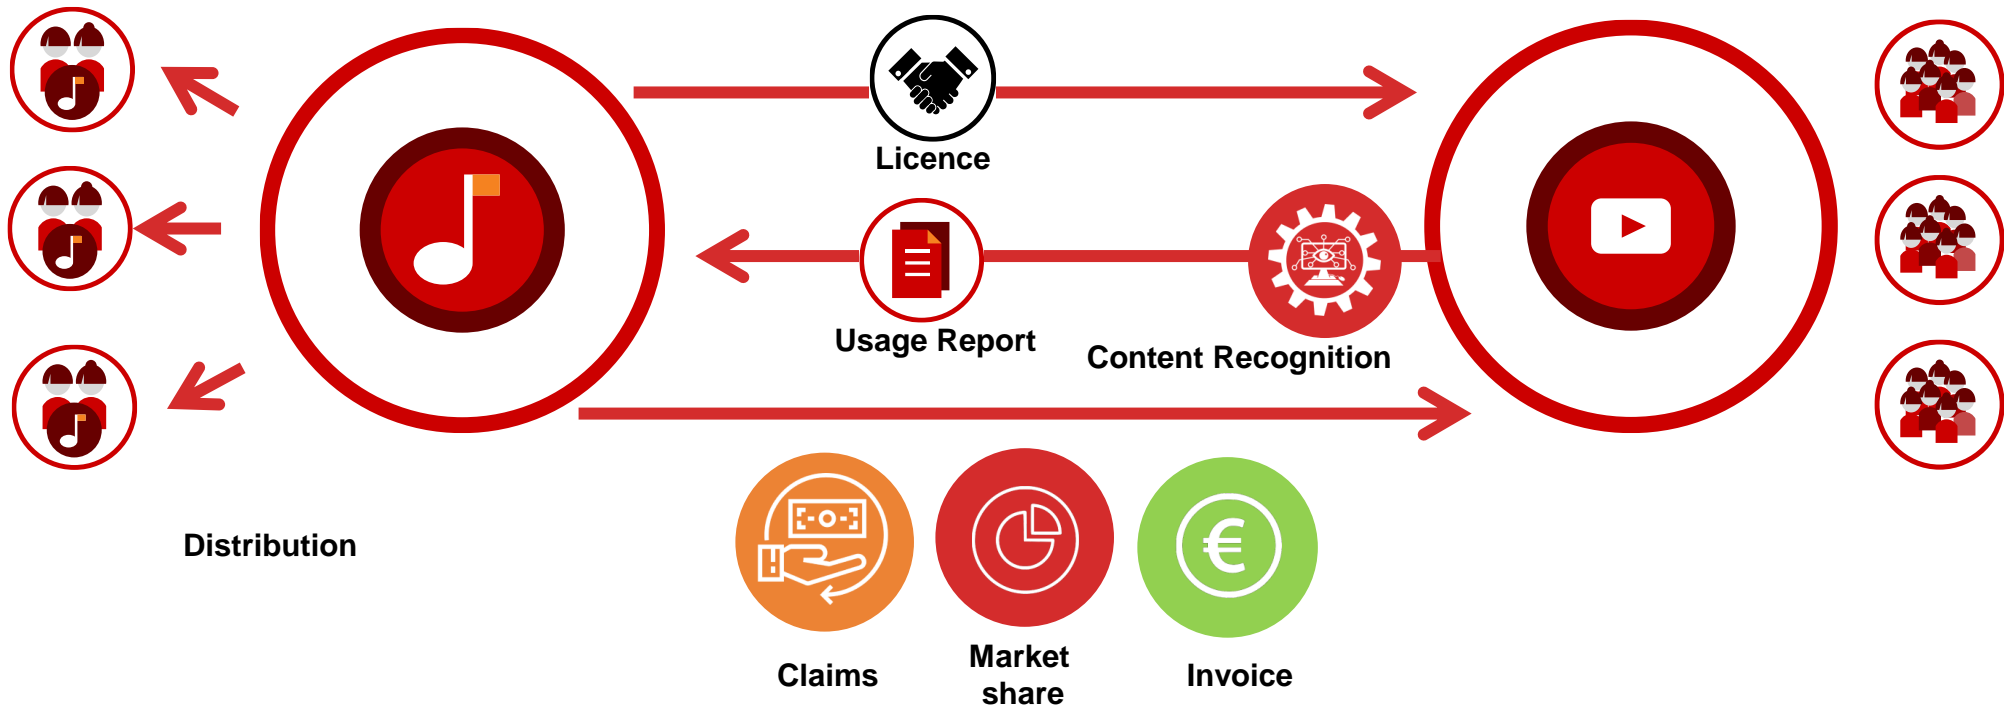 Licence
Usage Report
Content Recognition
Distribution
Claims
Market
share
€
Invoice